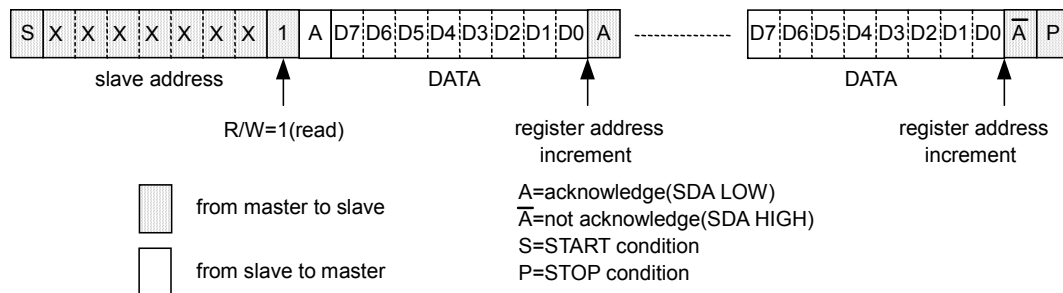 S X X X X X X X 1 A D7 D6 D5 D4 D3 D2 D1 D0 A D7 D6 D5 D4 D3 D2 D1 D0 A̅ P
slave address DATA DATA
R/W=1(read)
register address
increment
register address
increment
from master to slave
from slave to master
A=acknowledge(SDA LOW)
A̅=not acknowledge(SDA HIGH)
S=START condition
P=STOP condition